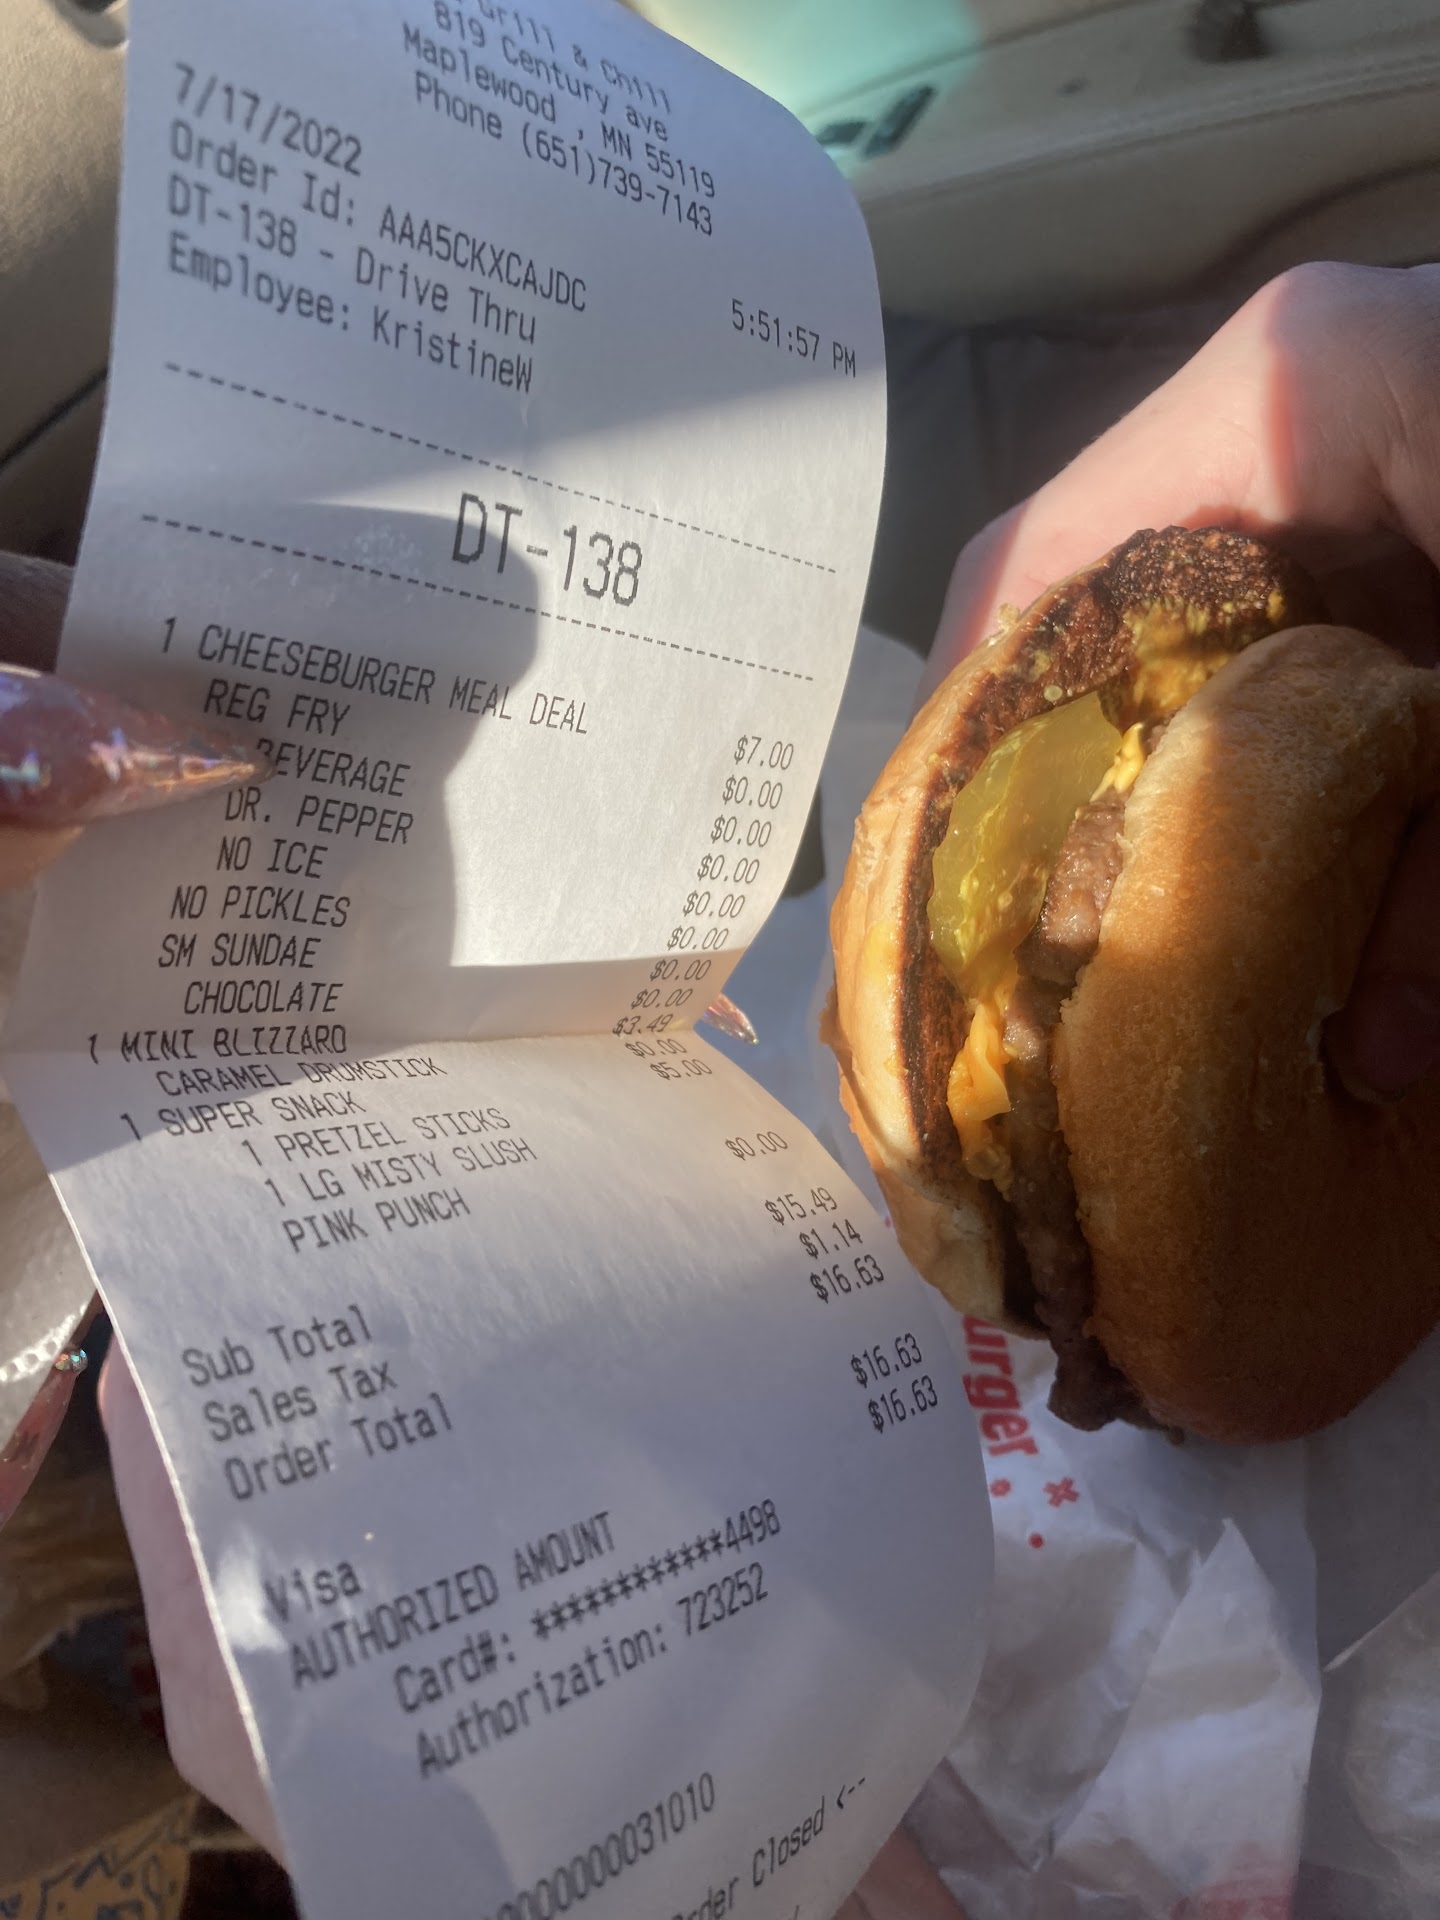 Grill & Chill
819 Century ave
Maplewood , MN 55119
Phone (651)739-7143
7/17/2022 5:51:57 PM
Order Id: AAA5CKXCAJDC
DT-138 - Drive Thru
Employee: KristineW
DT-138
1 CHEESEBURGER MEAL DEAL $7.00
REG FRY $0.00
BEVERAGE $0.00
DR. PEPPER $0.00
NO ICE $0.00
NO PICKLES $0.00
SM SUNDAE $0.00
CHOCOLATE $0.00
1 MINI BLIZZARD $3.49
CARAMEL DRUMSTICK $0.00
1 SUPER SNACK $5.00
1 PRETZEL STICKS
1 LG MISTY SLUSH
PINK PUNCH $0.00
Sub Total $15.49
Sales Tax $1.14
Order Total $16.63
Visa $16.63
AUTHORIZED AMOUNT $16.63
Card#: ************4498
Authorization: 723252
0000000031010
Order Closed <--
urger